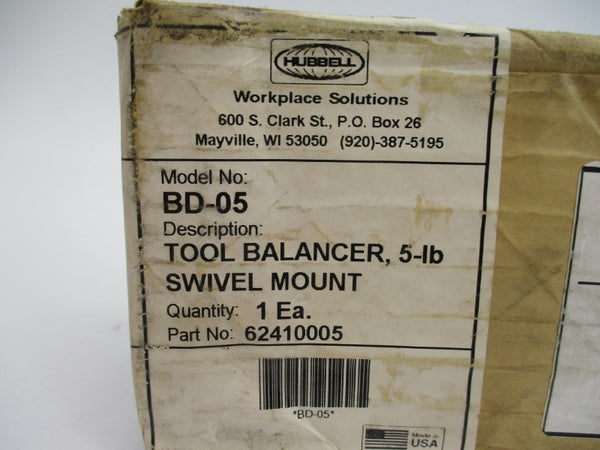 HUBBELL
Workplace Solutions
600 S. Clark St., P.O. Box 26
Mayville, WI 53050 (920)-387-5195
Model No:
BD-05
Description:
TOOL BALANCER, 5-lb
SWIVEL MOUNT
Quantity: 1 Ea.
Part No: 62410005
*BD-05*
Made in
USA